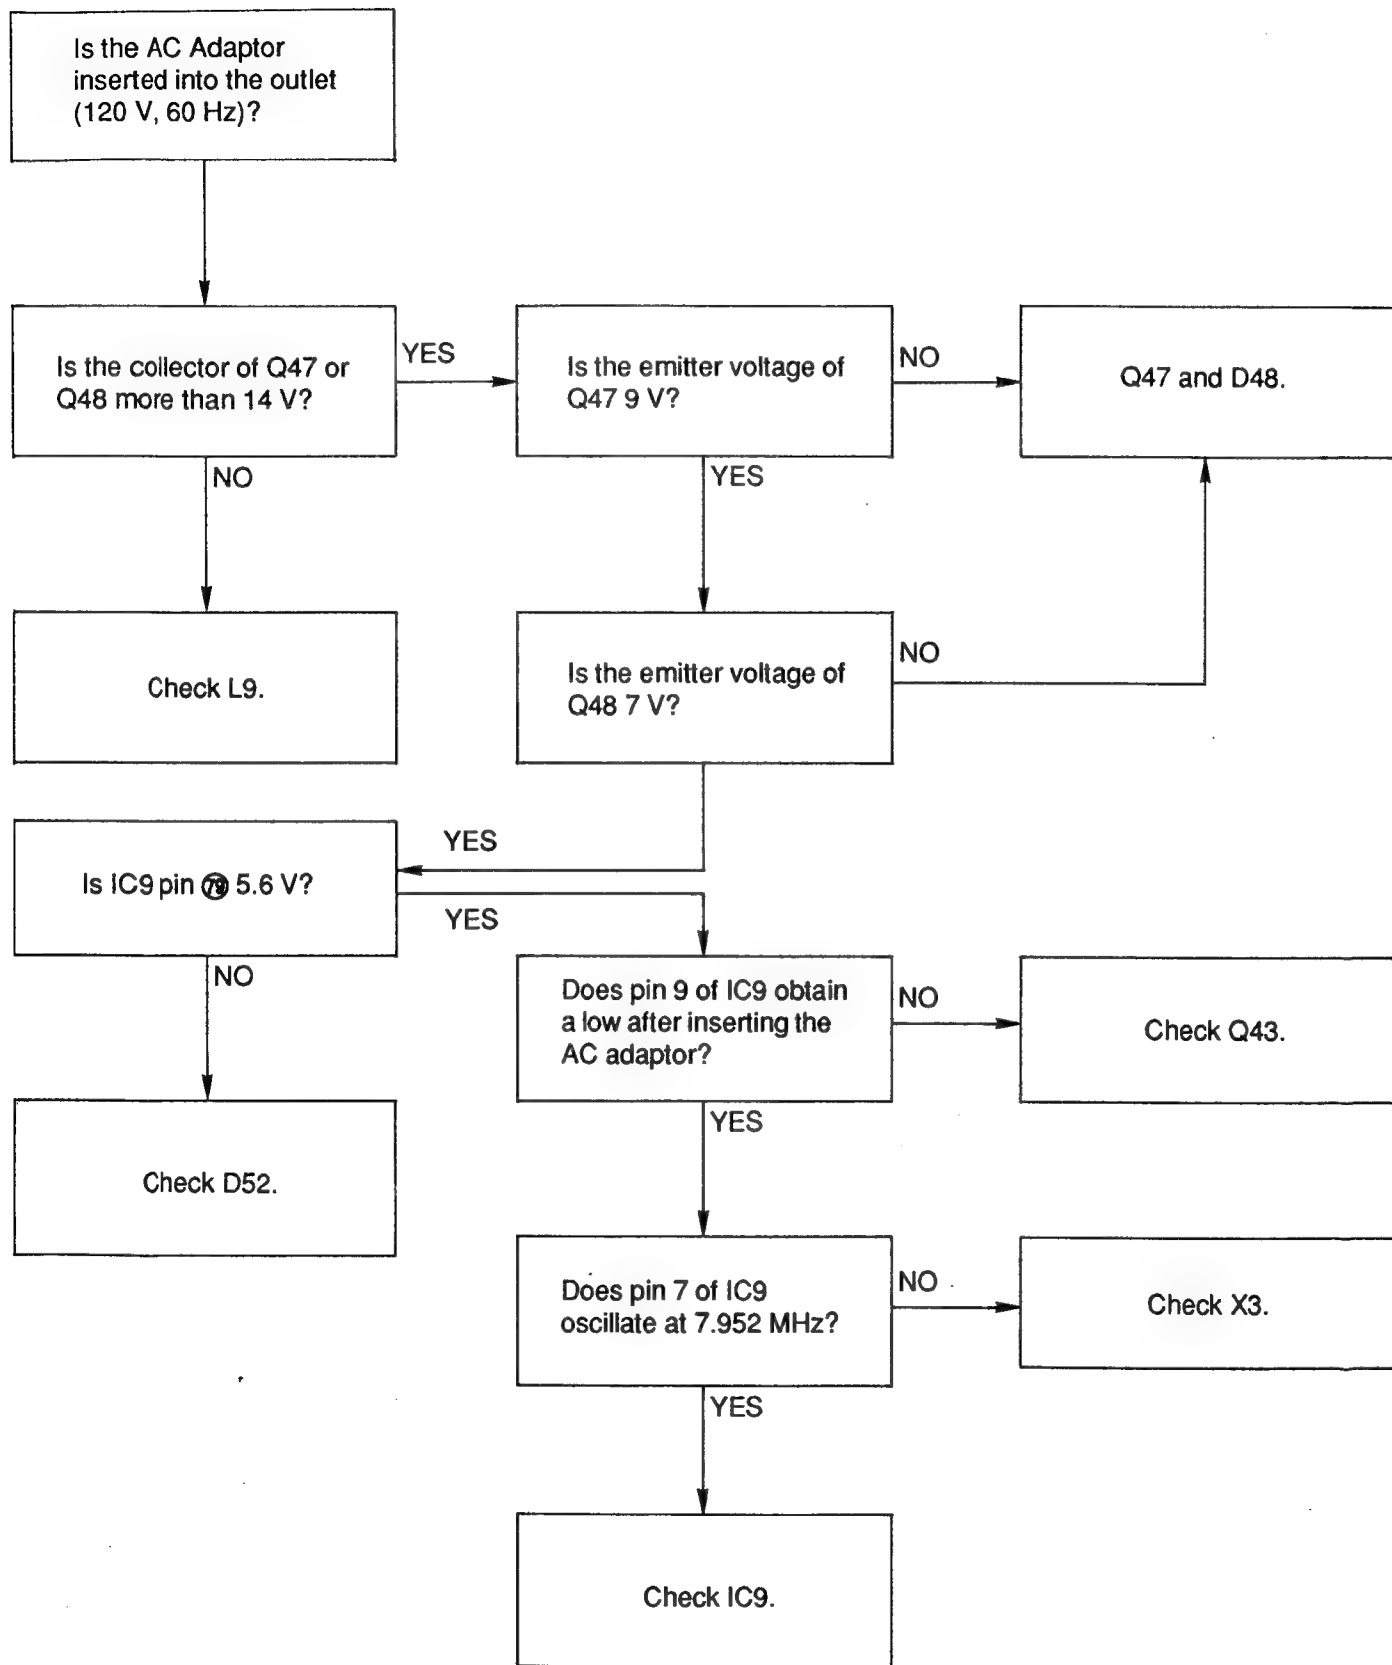 Is the AC Adaptor
inserted into the outlet
(120 V, 60 Hz)?
Is the collector of Q47 or
Q48 more than 14 V?
YES
Is the emitter voltage of
Q47 9 V?
NO
Q47 and D48.
NO
YES
Check L9.
Is the emitter voltage of
Q48 7 V?
NO
YES
Is IC9 pin 79 5.6 V?
YES
NO
Does pin 9 of IC9 obtain
a low after inserting the
AC adaptor?
NO
Check Q43.
YES
Check D52.
Does pin 7 of IC9
oscillate at 7.952 MHz?
NO
Check X3.
YES
Check IC9.